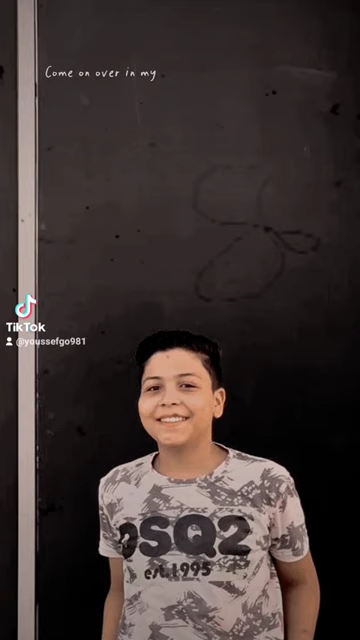 Come on over in my
TikTok
@youssefgo981
DSQ2
est.1995